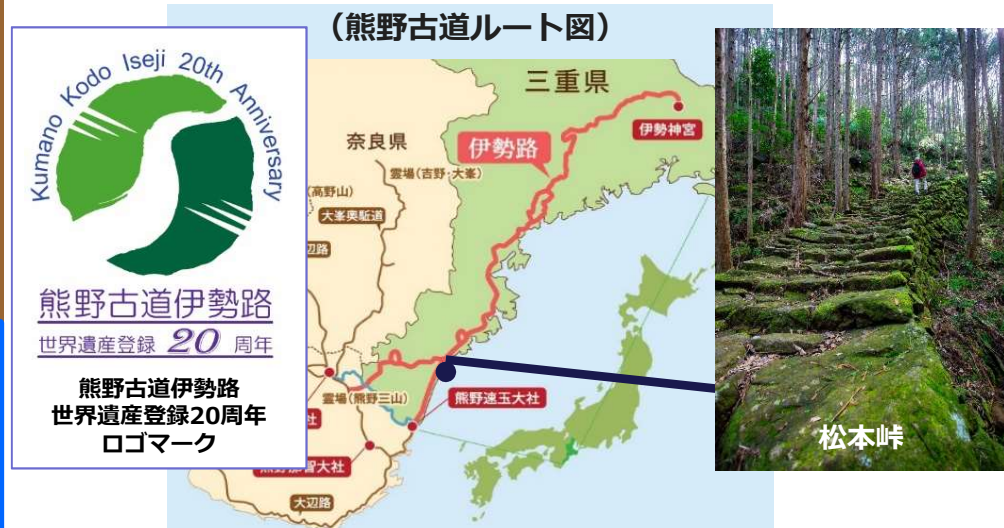 （熊野古道ルート図）
Kumano Kodo Iseji 20th Anniversary
熊野古道伊勢路
世界遺産登録 20 周年
熊野古道伊勢路
世界遺産登録20周年
ロゴマーク
三重県
奈良県
伊勢路
伊勢神宮
霊場(吉野・大峯)
高野山)
大峯奥駈道
辺路
霊場(熊野三山)
社
熊野速玉大社
熊野那智大社
大辺路
松本峠